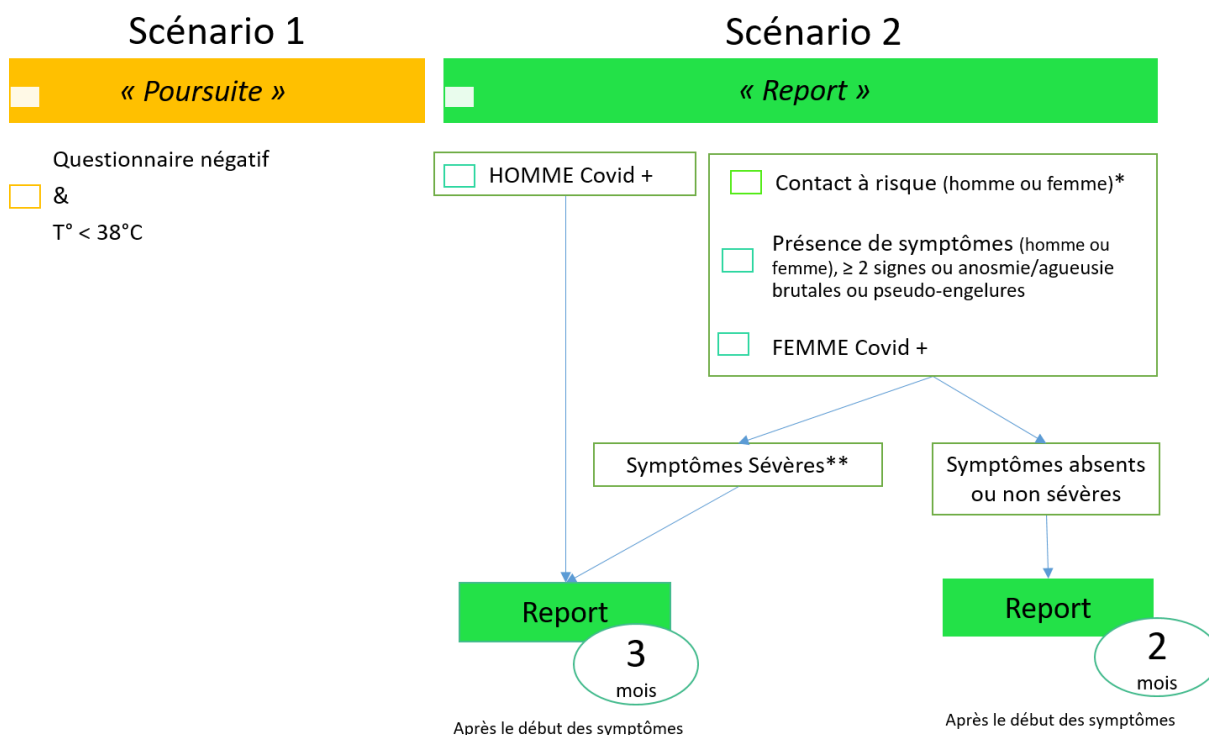 Scénario 1
Scénario 2
« Poursuite »
« Report »
Questionnaire négatif
&
T° < 38°C
HOMME Covid +
Contact à risque (homme ou femme)*
Présence de symptômes (homme ou
femme), ≥ 2 signes ou anosmie/agueusie
brutales ou pseudo-engelures
FEMME Covid +
Symptômes Sévères**
Symptômes absents
ou non sévères
Report
3
mois
Après le début des symptômes
Report
2
mois
Après le début des symptômes